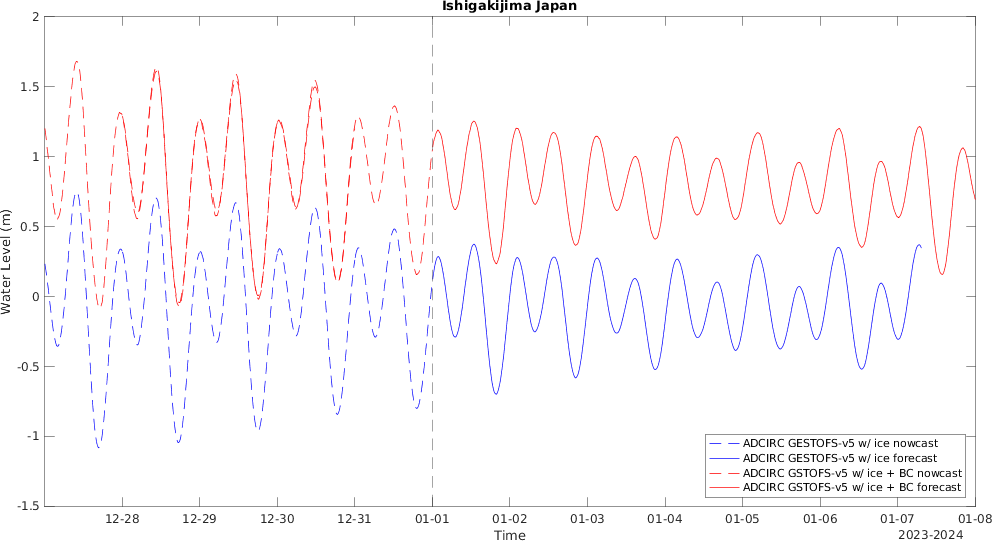 Ishigakijima Japan
2
1.5
1
0.5
0
-0.5
-1
-1.5
Water Level (m)
12-28 12-29 12-30 12-31 01-01 01-02 01-03 01-04 01-05 01-06 01-07 01-08
Time
2023-2024
ADCIRC GESTOFS-v5 w/ ice nowcast
ADCIRC GESTOFS-v5 w/ ice forecast
ADCIRC GSTOFS-v5 w/ ice + BC nowcast
ADCIRC GSTOFS-v5 w/ ice + BC forecast